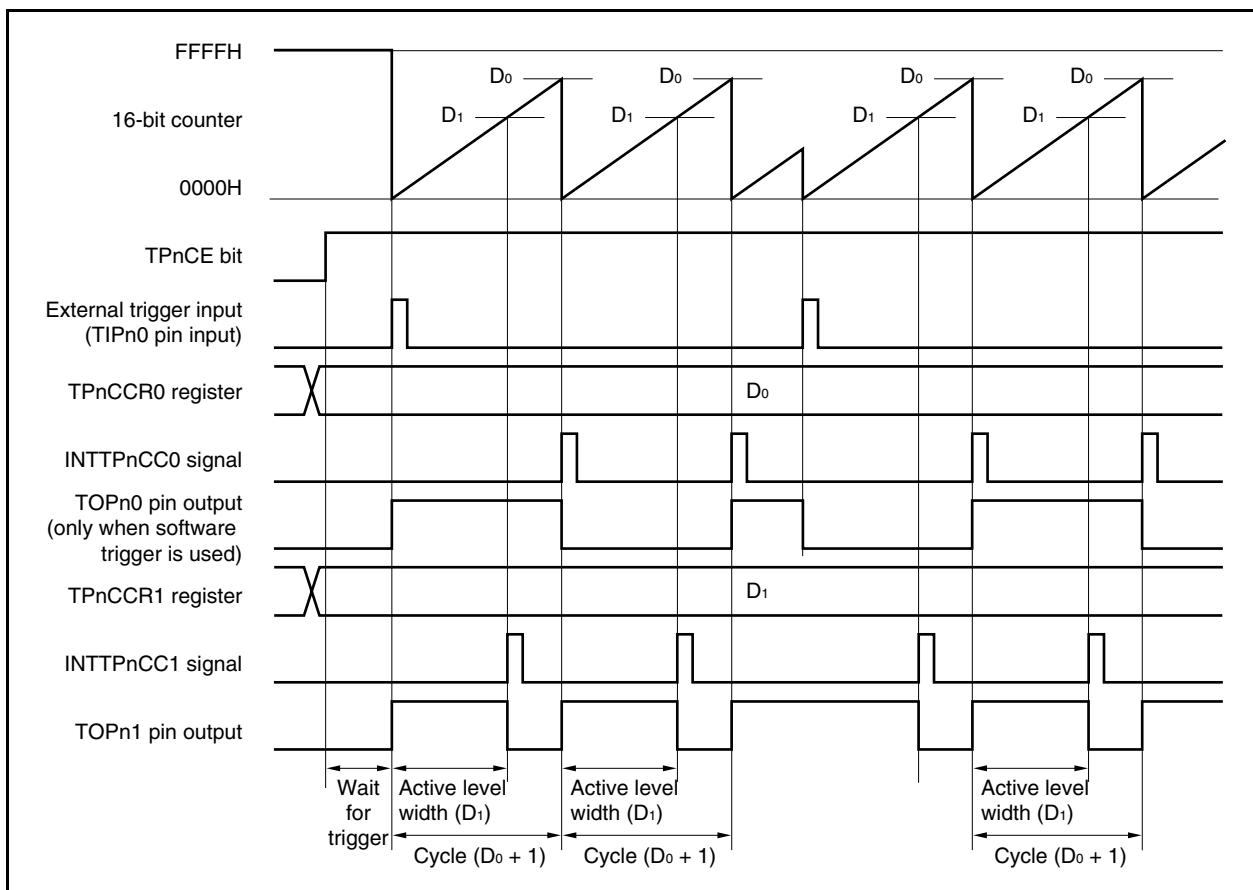 FFFFH
D0
D0
D0
D0
D1
D1
D1
D1
16-bit counter
0000H
TPnCE bit
External trigger input
(TIPn0 pin input)
TPnCCR0 register
D0
INTTPnCC0 signal
TOPn0 pin output
(only when software
trigger is used)
TPnCCR1 register
D1
INTTPnCC1 signal
TOPn1 pin output
Wait
for
trigger
Active level
width (D1)
Active level
width (D1)
Active level
width (D1)
Cycle (D0 + 1)
Cycle (D0 + 1)
Cycle (D0 + 1)